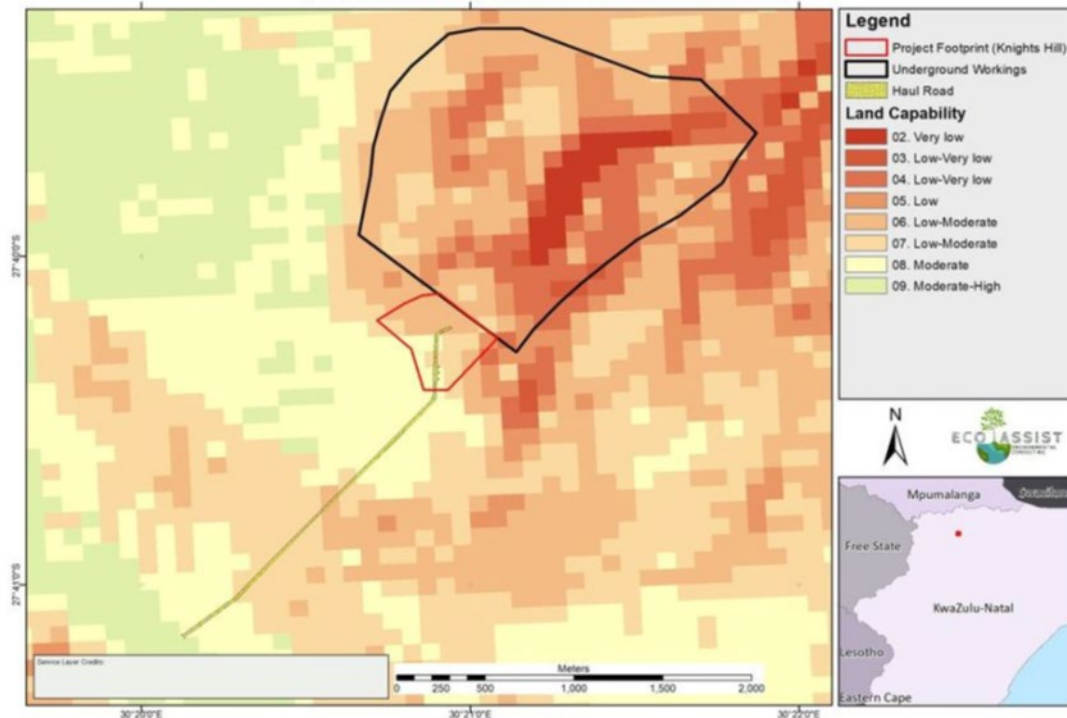 Legend
Project Footprint (Knights Hill)
Underground Workings
Haul Road
Land Capability
02. Very low
03. Low-Very low
04. Low-Very low
05. Low
06. Low-Moderate
07. Low-Moderate
08. Moderate
09. Moderate-High
27°40'0"S
27°41'0"S
Service Layer Credits:
Meters
0 250 500 1,000 1,500 2,000
30°20'0"E 30°21'0"E 30°22'0"E
N
ECO ASSIST
ENVIRONMENTAL
CONSULTING
Mpumalanga
Free State
KwaZulu-Natal
Lesotho
Eastern Cape